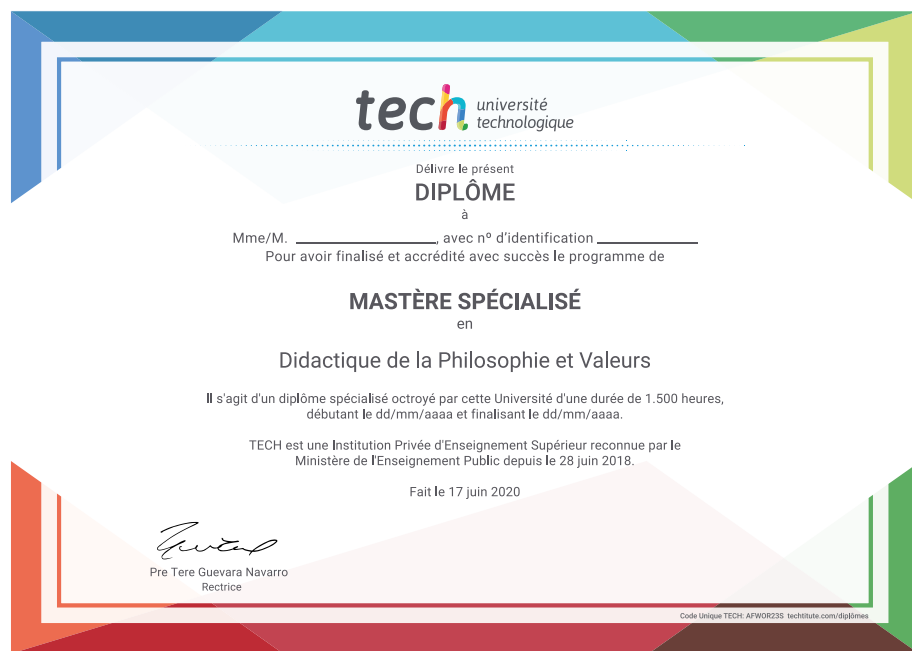 tech université
technologique
Délivre le présent
DIPLÔME
à
Mme/M. ____________, avec nº d'identification ____________
Pour avoir finalisé et accrédité avec succès le programme de
MASTÈRE SPÉCIALISÉ
en
Didactique de la Philosophie et Valeurs
Il s'agit d'un diplôme spécialisé octroyé par cette Université d'une durée de 1.500 heures,
débutant le dd/mm/aaaa et finalisant le dd/mm/aaaa.
TECH est une Institution Privée d'Enseignement Supérieur reconnue par le
Ministère de l'Enseignement Public depuis le 28 juin 2018.
Fait le 17 juin 2020
Pre Tere Guevara Navarro
Rectrice
Code Unique TECH: AFWOR23S techtitute.com/diplômes